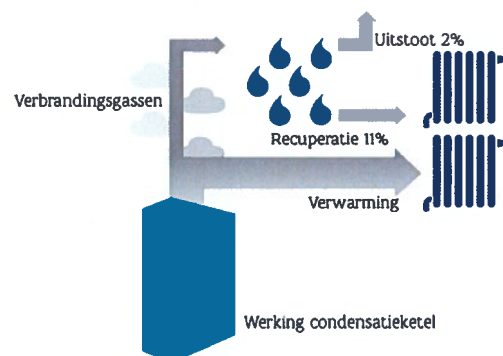 Uitstoot 2%
Verbrandingsgassen
Recuperatie 11%
Verwarming
Werking condensatieketel